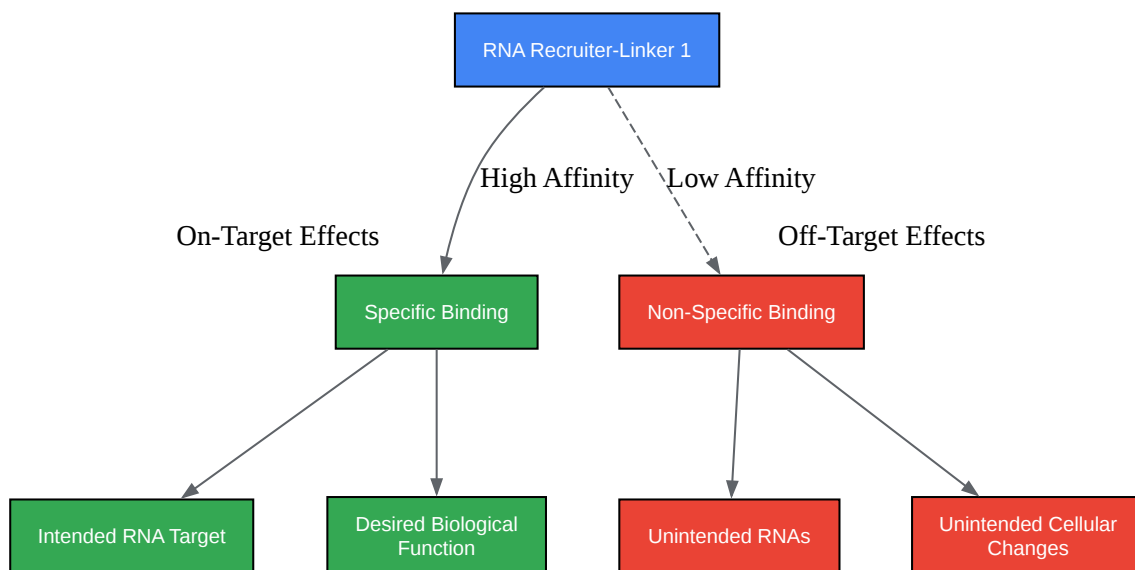 RNA Recruiter-Linker 1
High Affinity
Low Affinity
On-Target Effects
Off-Target Effects
Specific Binding
Non-Specific Binding
Intended RNA Target
Desired Biological
Function
Unintended RNAs
Unintended Cellular
Changes